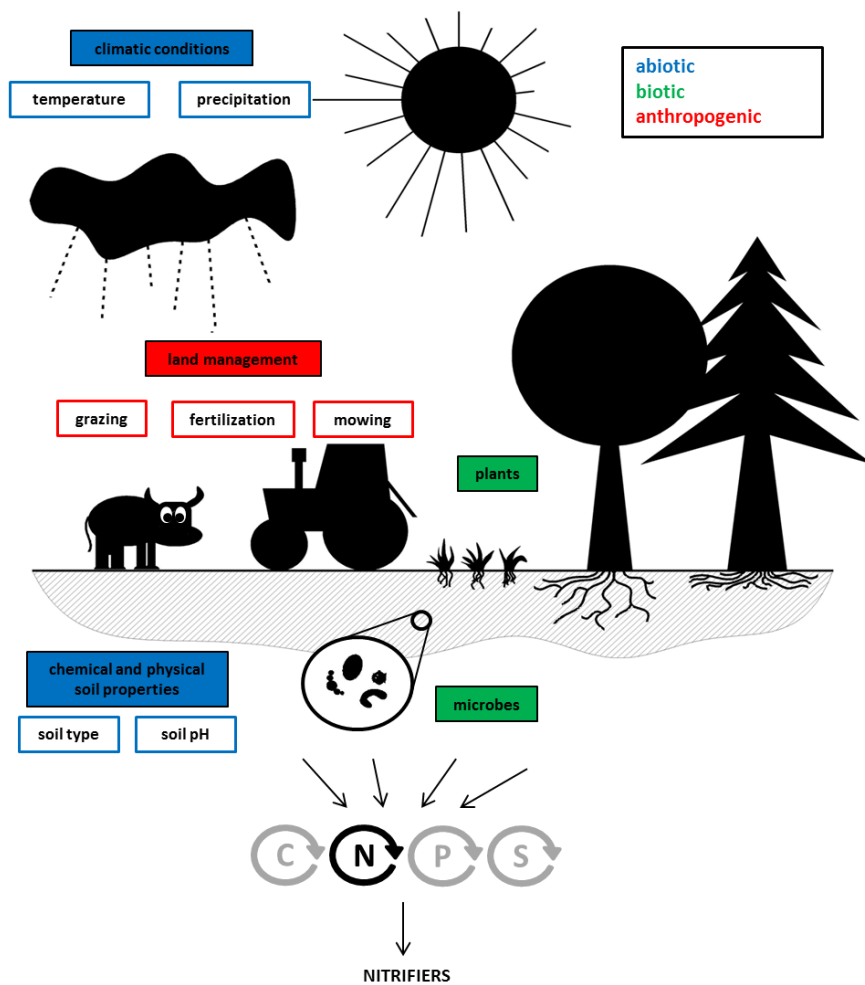 climatic conditions
temperature
precipitation
abiotic
biotic
anthropogenic
land management
grazing
fertilization
mowing
plants
chemical and physical
soil properties
soil type
soil pH
microbes
C
N
P
S
NITRIFIERS